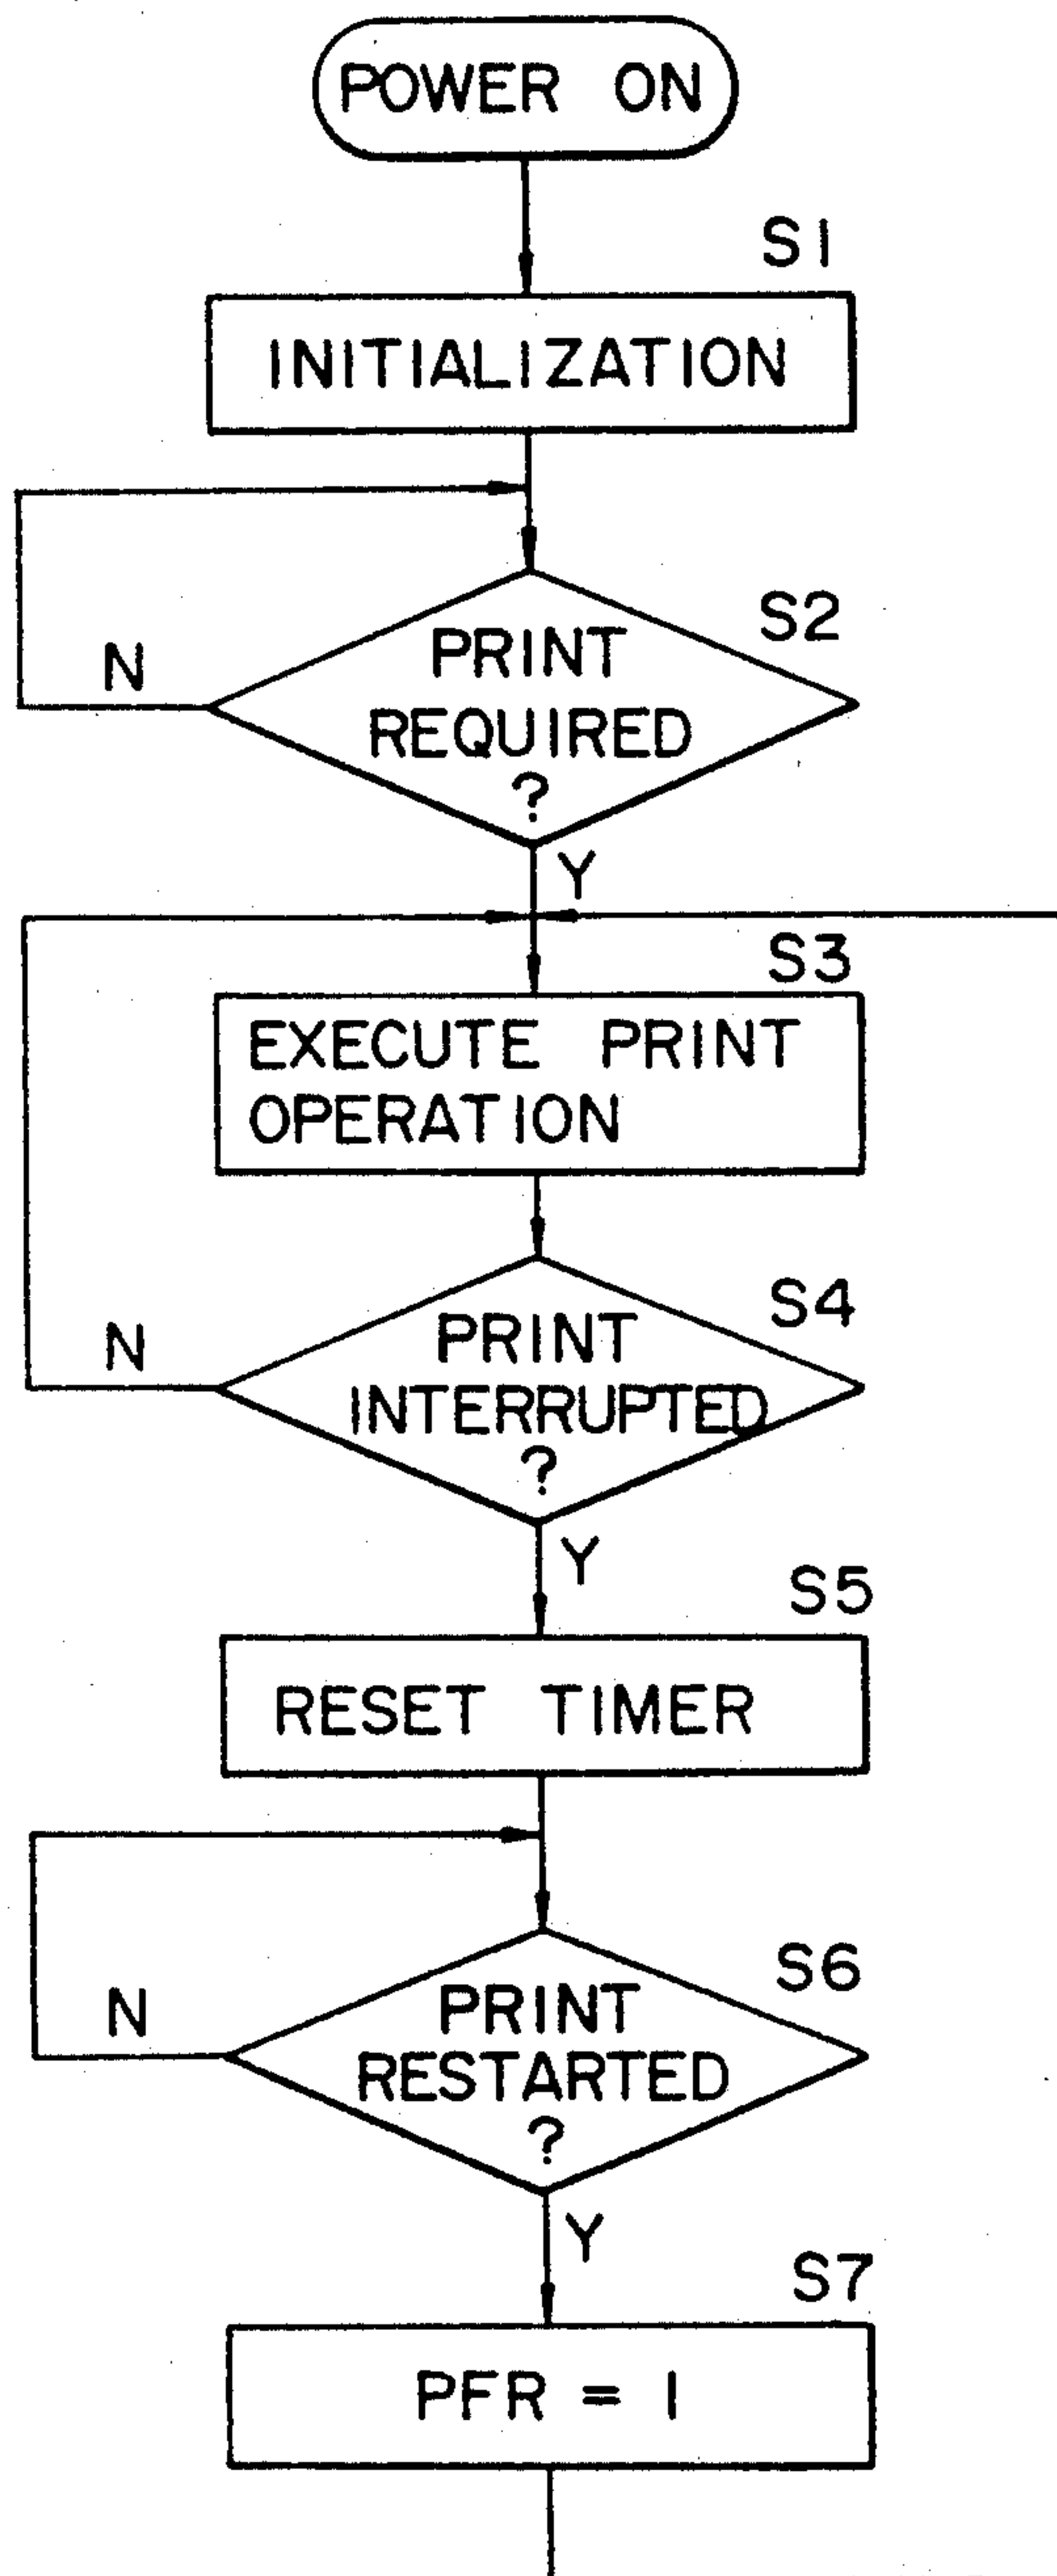 POWER ON
S1
INITIALIZATION
S2
PRINT
REQUIRED
?
N
Y
S3
EXECUTE PRINT
OPERATION
S4
PRINT
INTERRUPTED
?
N
Y
S5
RESET TIMER
S6
PRINT
RESTARTED
?
N
Y
S7
PFR = 1